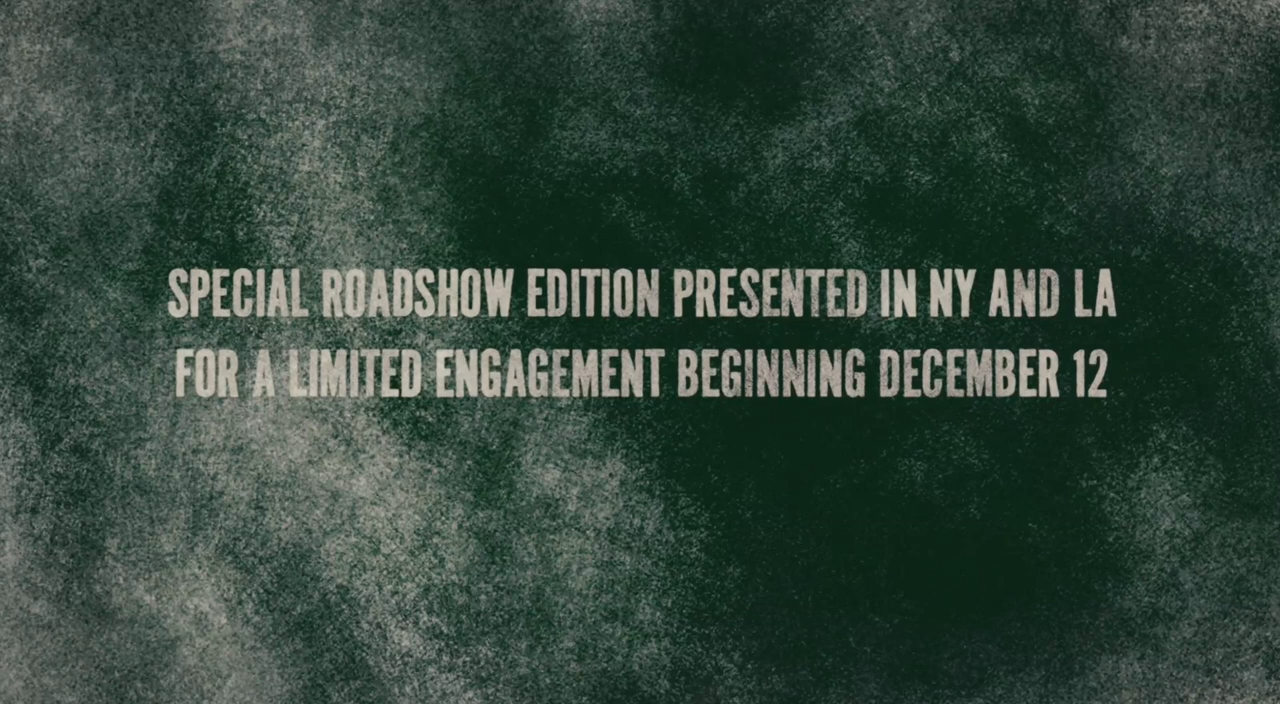 SPECIAL ROADSHOW EDITION PRESENTED IN NY AND LA
FOR A LIMITED ENGAGEMENT BEGINNING DECEMBER 12